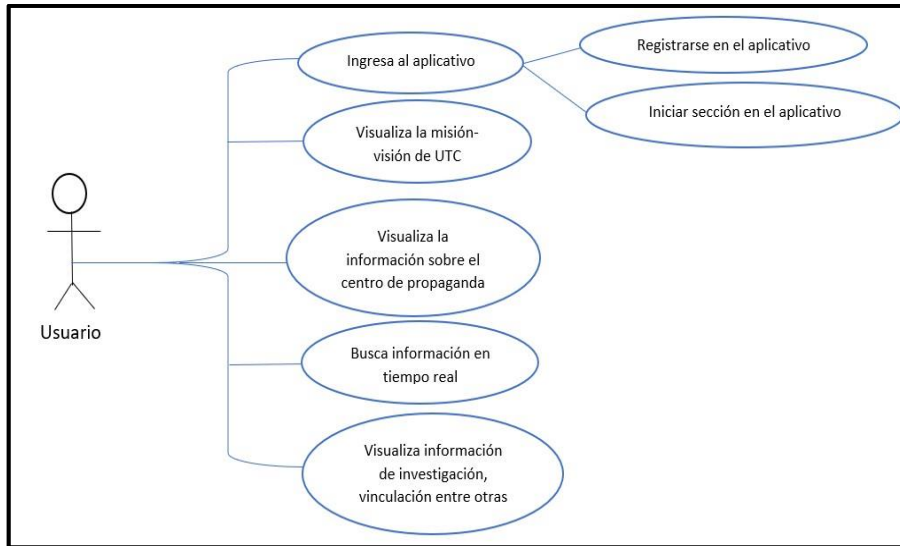 Ingresa al aplicativo
Registrarse en el aplicativo
Iniciar sección en el aplicativo
Visualiza la misión-
visión de UTC
Visualiza la
información sobre el
centro de propaganda
Usuario
Busca información en
tiempo real
Visualiza información
de investigación,
vinculación entre otras